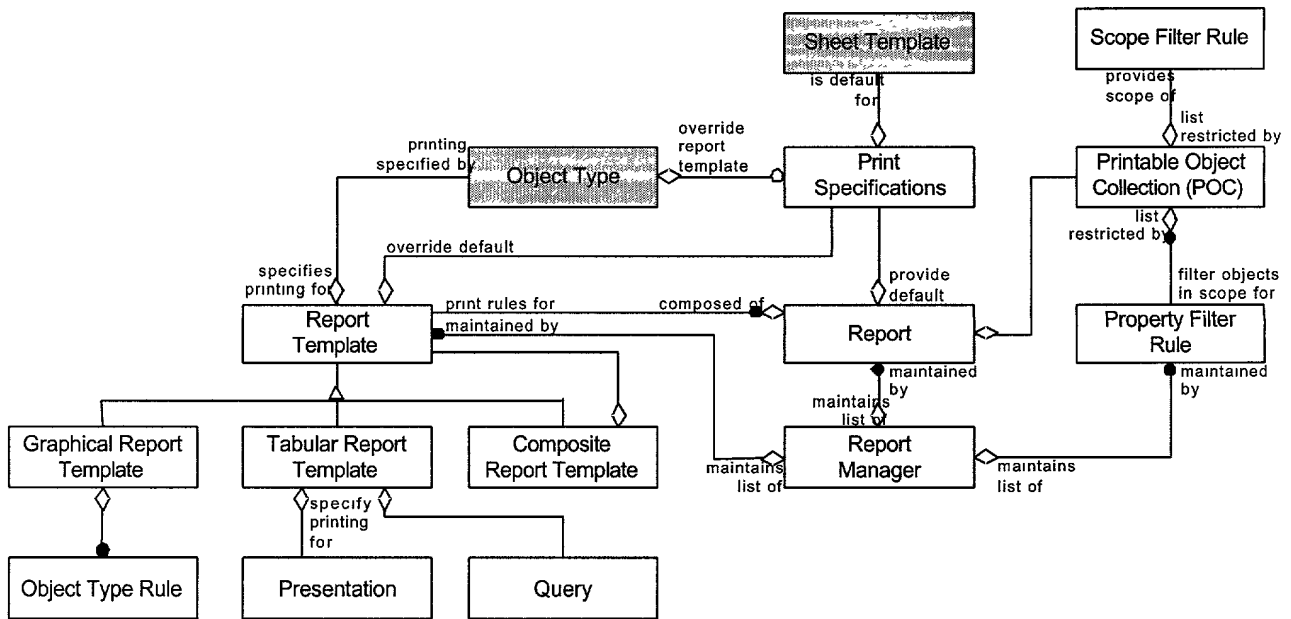 Sheet Template
Scope Filter Rule
is default
for
provides
scope of
list
restricted by
printing
specified by
override
report
template
Object Type
Print
Specifications
Printable Object
Collection (POC)
list
restricted by
override default
specifies
printing for
provide
default
filter objects
in scope for
print rules for
composed of
maintained by
Report
Template
Report
Property Filter
Rule
maintained
by
maintained
by
maintains
list of
Graphical Report
Template
Tabular Report
Template
Composite
Report Template
Report
Manager
maintains
list of
maintains
list of
specify
printing
for
Object Type Rule
Presentation
Query